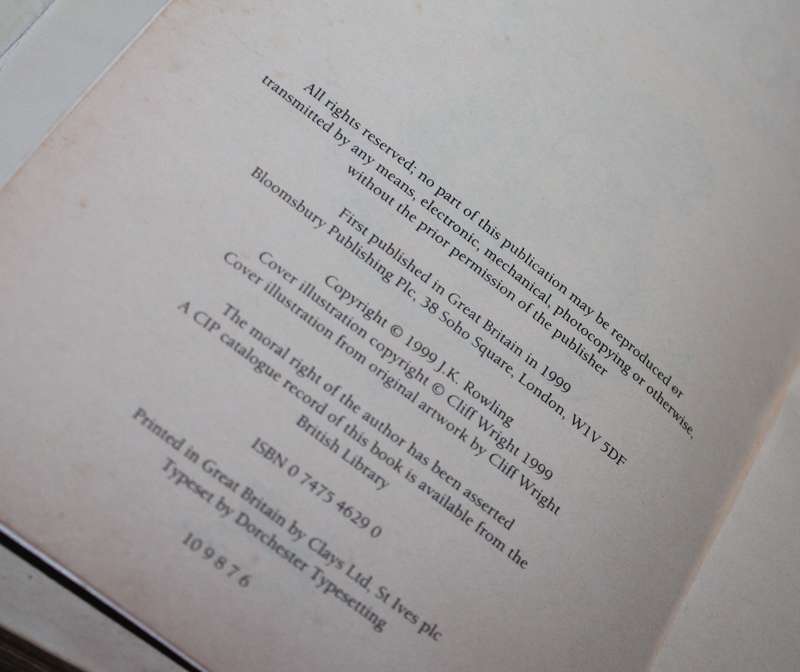 All rights reserved; no part of this publication may be reproduced or
transmitted by any means, electronic, mechanical, photocopying or otherwise,
without the prior permission of the publisher
First published in Great Britain in 1999
Bloomsbury Publishing Plc, 38 Soho Square, London, W1V 5DF
Copyright © 1999 J.K. Rowling
Cover illustration copyright © Cliff Wright 1999
Cover illustration from original artwork by Cliff Wright
The moral right of the author has been asserted
A CIP catalogue record of this book is available from the
British Library
ISBN 0 7475 4629 0
Printed in Great Britain by Clays Ltd, St Ives plc
Typeset by Dorchester Typesetting
10 9 8 7 6